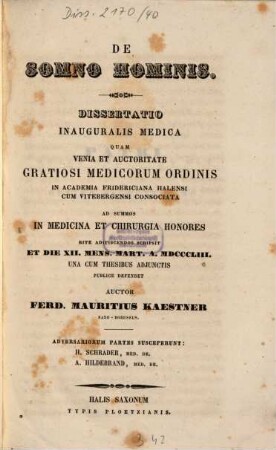 Diss. 2170/40
DE
SOMNO HOMINIS.
DISSERTATIO
INAUGURALIS MEDICA
QUAM
VENIA ET AUCTORITATE
GRATIOSI MEDICORUM ORDINIS
IN ACADEMIA FRIDERICIANA HALENSI
CUM VITEBERGENSI CONSOCIATA
AD SUMMOS
IN MEDICINA ET CHIRURGIA HONORES
RITE ADIPISCENDOS SCRIPSIT
ET DIE XII. MENS. MART. A. MDCCCLIII.
UNA CUM THESIBUS ADJUNCTIS
PUBLICE DEFENDET
AUCTOR
FERD. MAURITIUS KAESTNER
SAXO-BORUSSUS.
ADVERSARIORUM PARTES SUSCEPERUNT:
H. SCHRADER, MED. DR.
A. HILDEBRAND, MED. DR.
HALIS SAXONUM
TYPIS PLOETZIANIS.